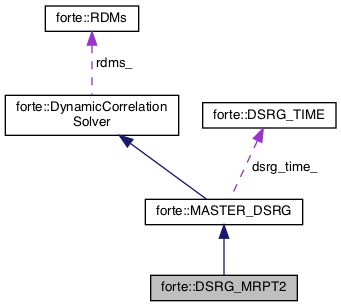 forte::RDMs
rdms_
forte::DynamicCorrelation
Solver
forte::DSRG_TIME
dsrg_time_
forte::MASTER_DSRG
forte::DSRG_MRPT2